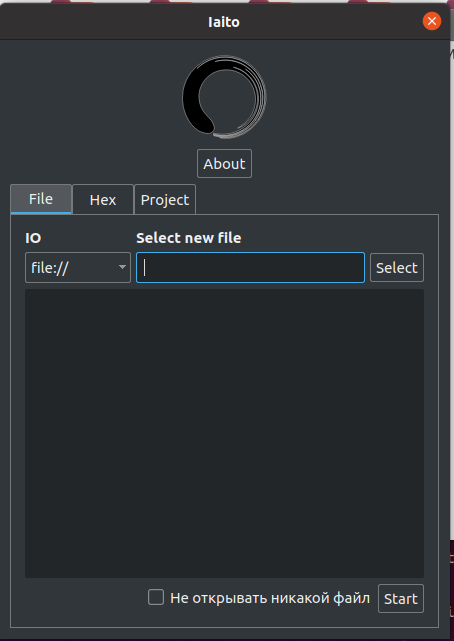 Iaito
About
File Hex Project
IO Select new file
file:// Select
Не открывать никакой файл Start